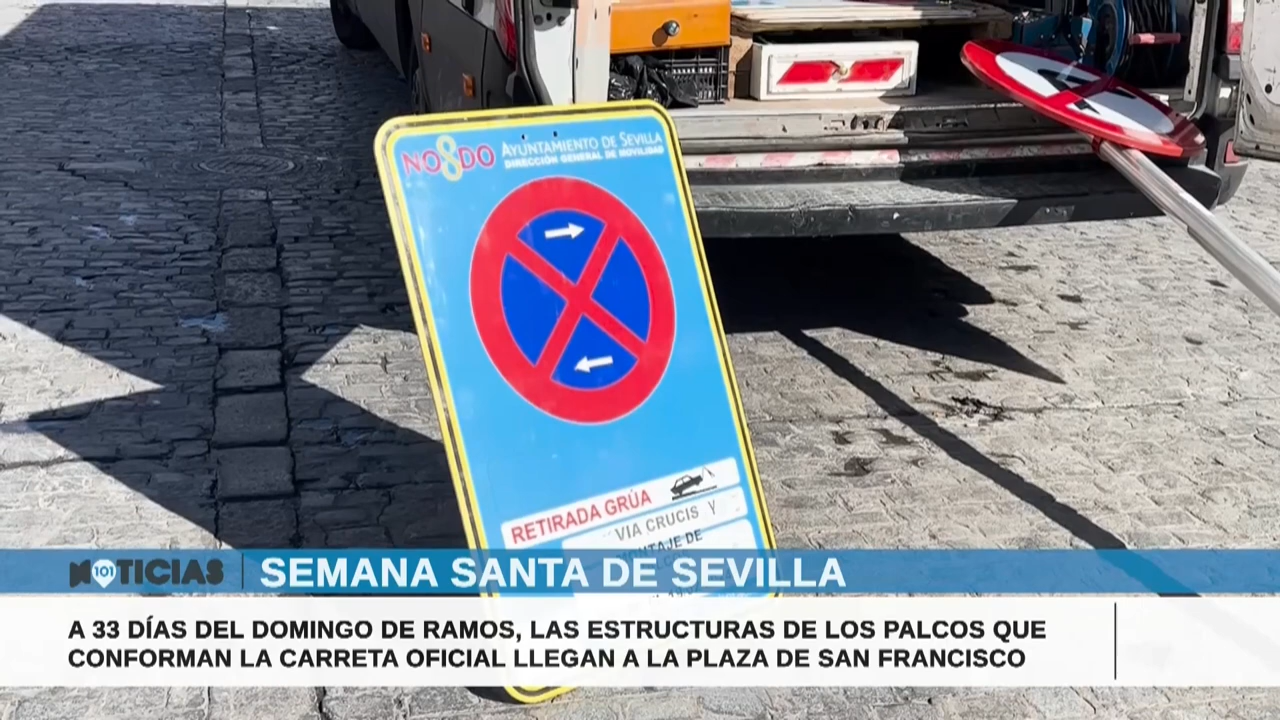 NO8DO AYUNTAMIENTO DE SEVILLA
DIRECCIÓN GENERAL DE MOVILIDAD
RETIRADA GRÚA
VIA CRUCIS Y
DE
NOTICIAS 101
SEMANA SANTA DE SEVILLA
A 33 DÍAS DEL DOMINGO DE RAMOS, LAS ESTRUCTURAS DE LOS PALCOS QUE
CONFORMAN LA CARRETA OFICIAL LLEGAN A LA PLAZA DE SAN FRANCISCO